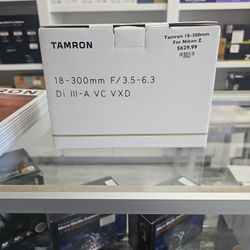 TAMRON
Tamron 18-300mm
For Nikon Z
$629.99
18-300mm F/3.5-6.3
Di III-A VC VXD